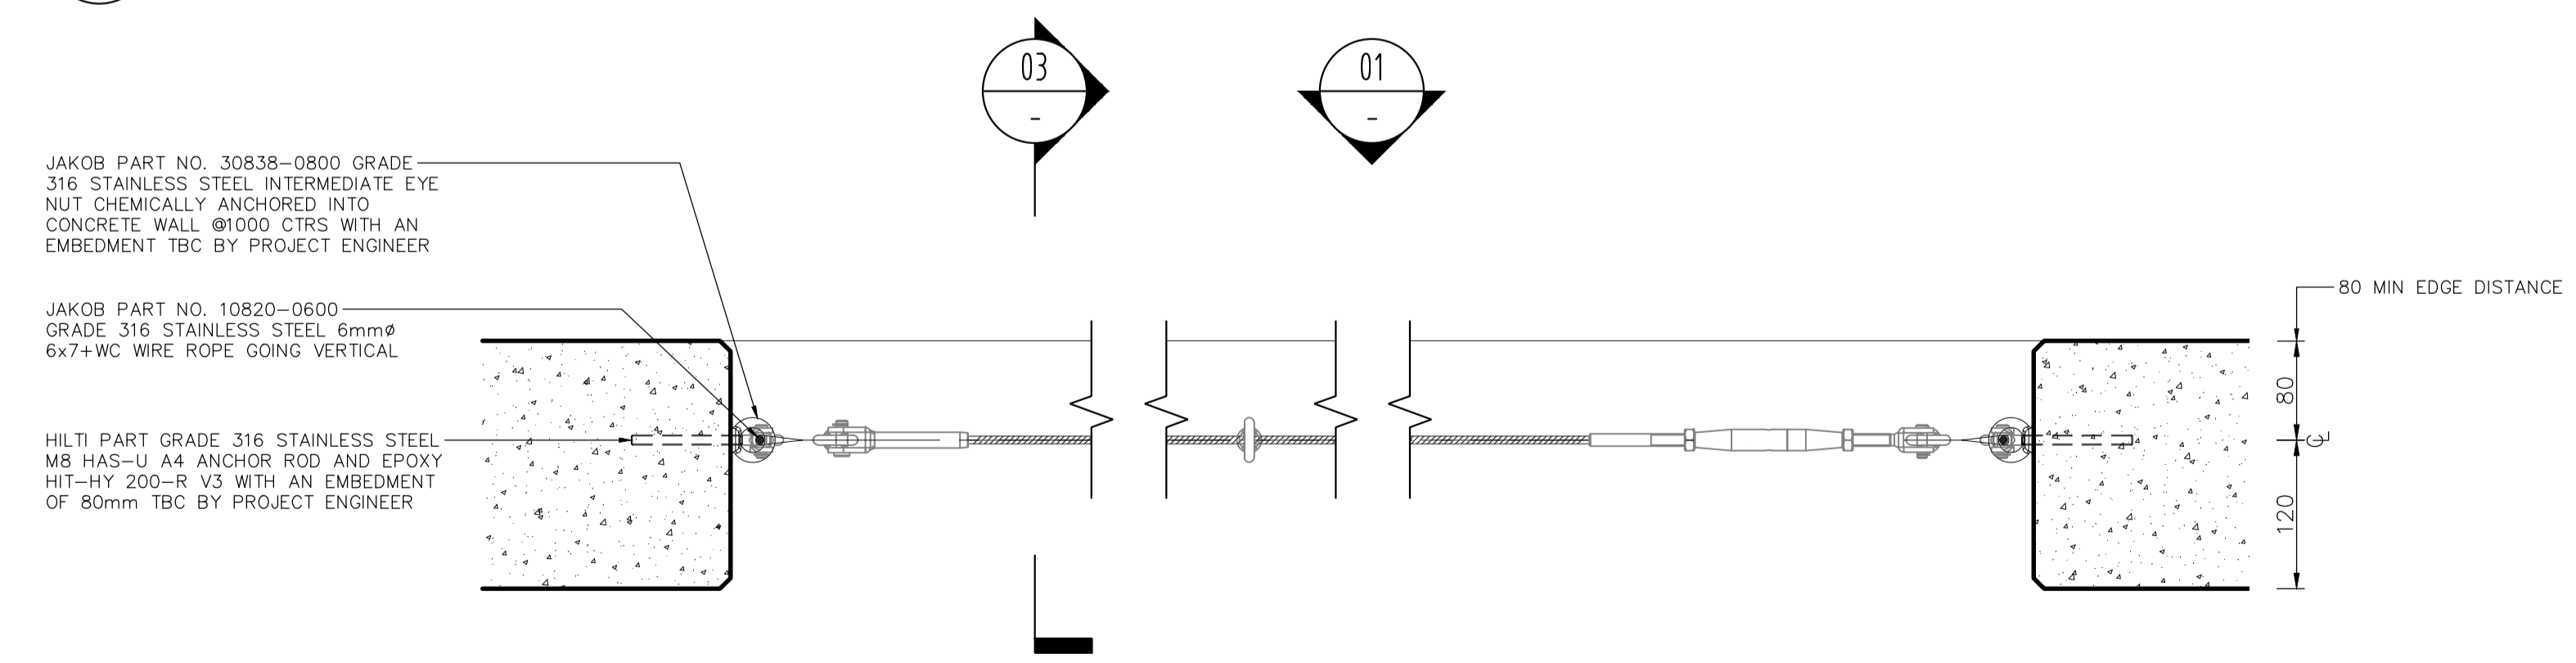 03
-
01
-
JAKOB PART NO. 30838-0800 GRADE
316 STAINLESS STEEL INTERMEDIATE EYE
NUT CHEMICALLY ANCHORED INTO
CONCRETE WALL @1000 CTRS WITH AN
EMBEDMENT TBC BY PROJECT ENGINEER
80 MIN EDGE DISTANCE
JAKOB PART NO. 10820-0600
GRADE 316 STAINLESS STEEL 6mmø
6x7+WC WIRE ROPE GOING VERTICAL
80
HILTI PART GRADE 316 STAINLESS STEEL
M8 HAS-U A4 ANCHOR ROD AND EPOXY
HIT-HY 200-R V3 WITH AN EMBEDMENT
OF 80mm TBC BY PROJECT ENGINEER
℄
120